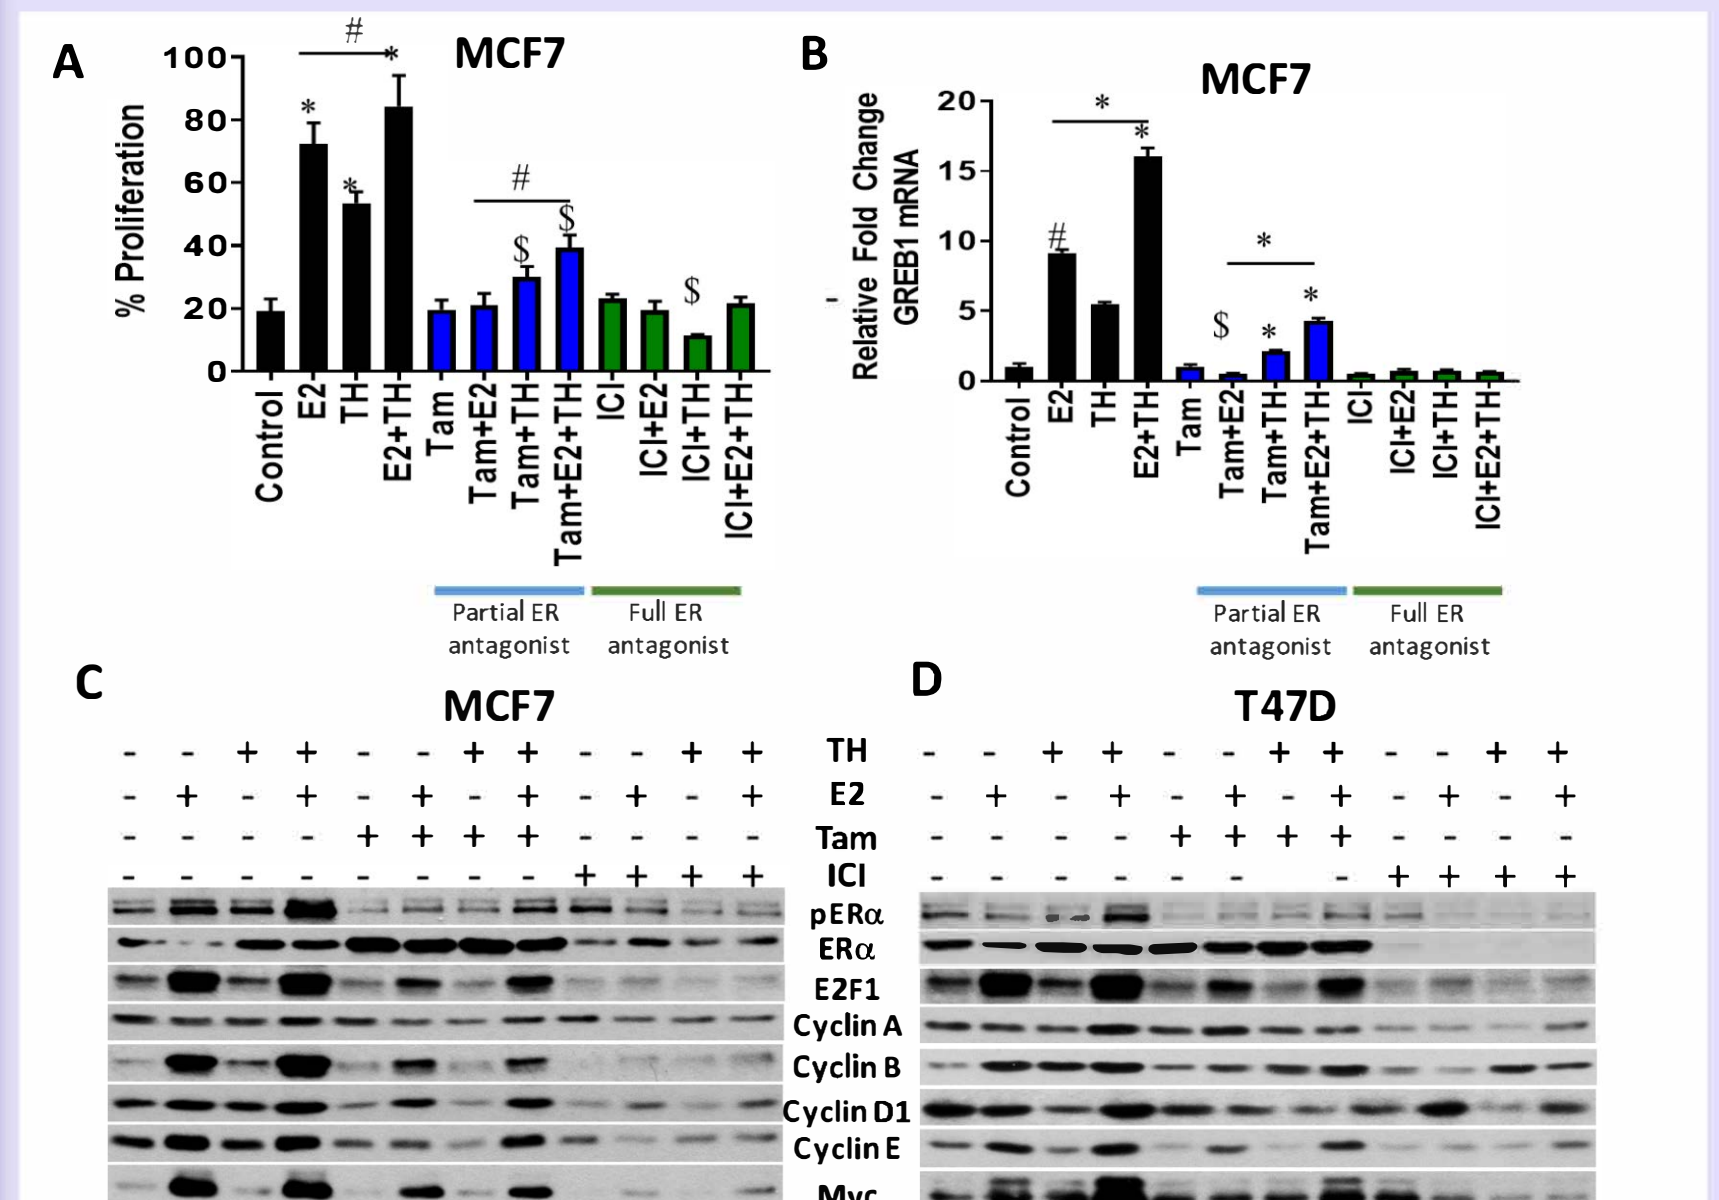 A
MCF7
#
*
*
*
#
$
$
$
100
80
60
40
20
0
% Proliferation
Control
E2
TH
E2+TH
Tam
Tam+E2
Tam+TH
Tam+E2+TH
ICI
ICI+E2
ICI+TH
ICI+E2+TH
Partial ER
antagonist
Full ER
antagonist
B
MCF7
*
*
#
*
$
*
*
20
15
10
5
0
Relative Fold Change
GREB1 mRNA
Control
E2
TH
E2+TH
Tam
Tam+E2
Tam+TH
Tam+E2+TH
ICI
ICI+E2
ICI+TH
ICI+E2+TH
Partial ER
antagonist
Full ER
antagonist
C
MCF7
D
T47D
- - + + - - + + - - + + TH - - + + - - + + - - + +
- + - + - + - + - + - + E2 - + - + - + - + - + - +
- - - - + + + + - - - - Tam - - - - + + + + - - - -
- - - - - - - - + + + + ICI - - - - - - - + + + +
pERα
ERα
E2F1
Cyclin A
Cyclin B
Cyclin D1
Cyclin E
Myc